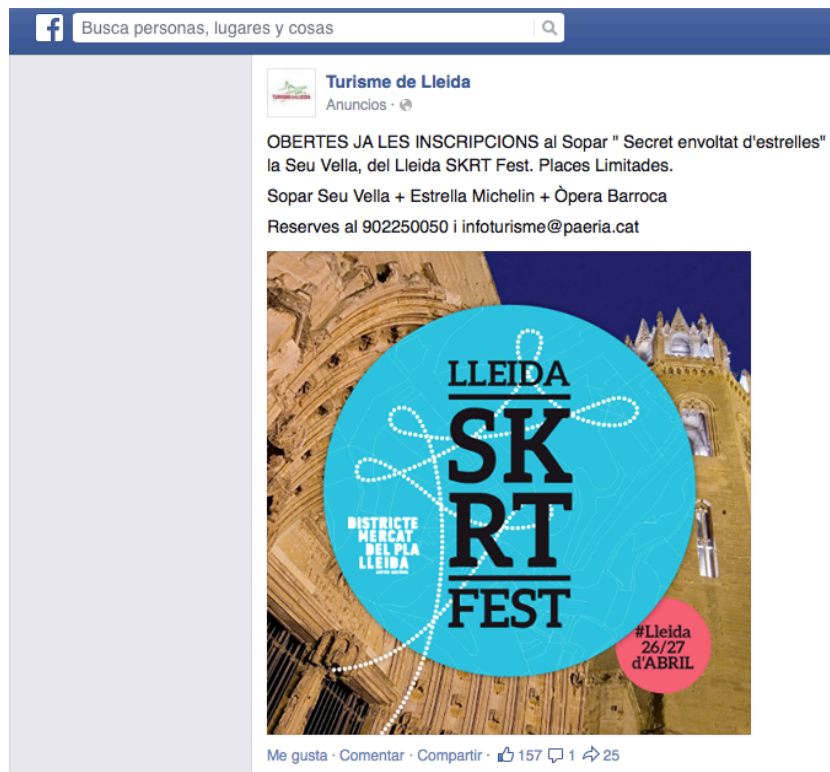 f
Busca personas, lugares y cosas
Turisme de Lleida
Anuncios ·
OBERTES JA LES INSCRIPCIONS al Sopar " Secret envoltat d'estrelles"
la Seu Vella, del Lleida SKRT Fest. Places Limitades.
Sopar Seu Vella + Estrella Michelin + Òpera Barroca
Reserves al 902250050 i infoturisme@paeria.cat
LLEIDA
SK
RT
FEST
DISTRICTE
MERCAT
DEL PLA
LLEIDA
#Lleida
26/27
d'ABRIL
Me gusta · Comentar · Compartir · 157 1 25